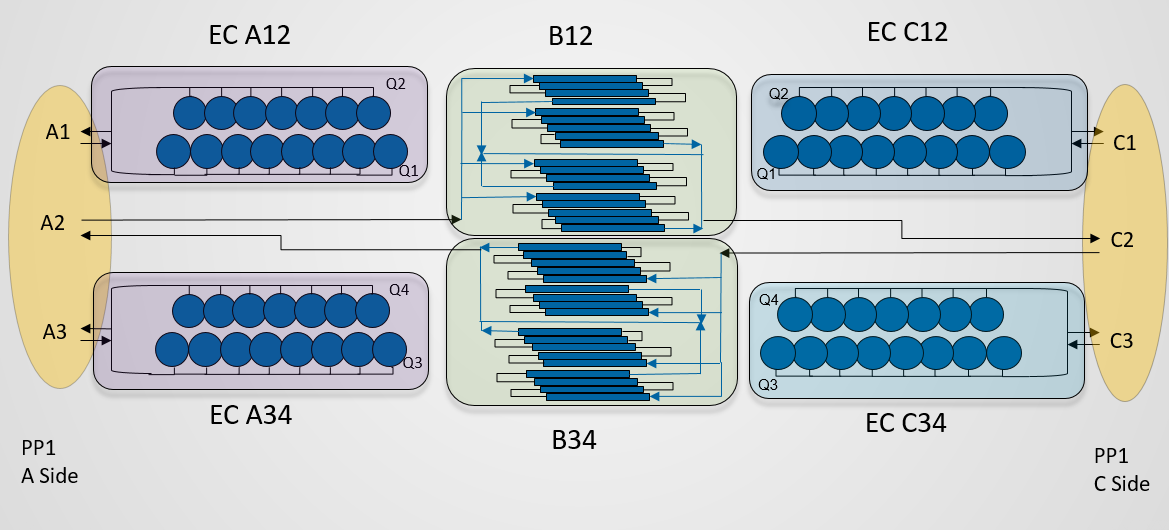 EC A12
B12
EC C12
Q2
Q2
A1
C1
Q1
Q1
A2
C2
Q4
Q4
A3
C3
Q3
Q3
EC A34
B34
EC C34
PP1
A Side
PP1
C Side